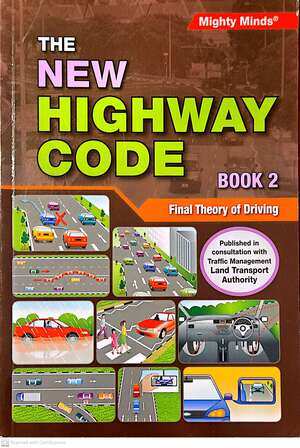 Mighty Minds®
THE
NEW
HIGHWAY
CODE
BOOK 2
Final Theory of Driving
Published in
consultation with
Traffic Management
Land Transport
Authority